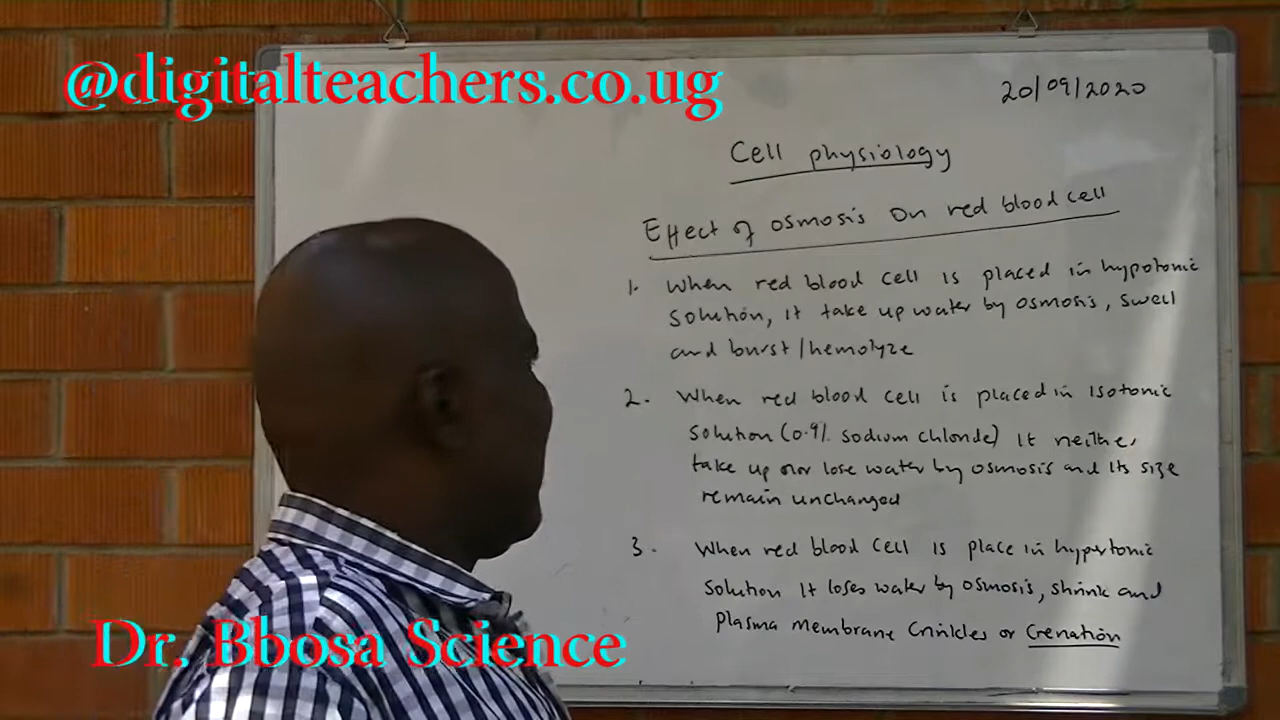 @digitalteachers.co.ug
20/09/2020
Cell physiology
Effect of osmosis on red blood cell
1. When red blood cell is placed in hypotonic
solution, it take up water by osmosis, swell
and burst/hemolyze
2. When red blood cell is placed in isotonic
solution (0.9% sodium chloride) it neither
take up nor lose water by osmosis and its size
remain unchanged
3. When red blood cell is place in hypertonic
solution it loses water by osmosis, shrink and
plasma membrane crinkles or crenation
Dr. Bbosa Science